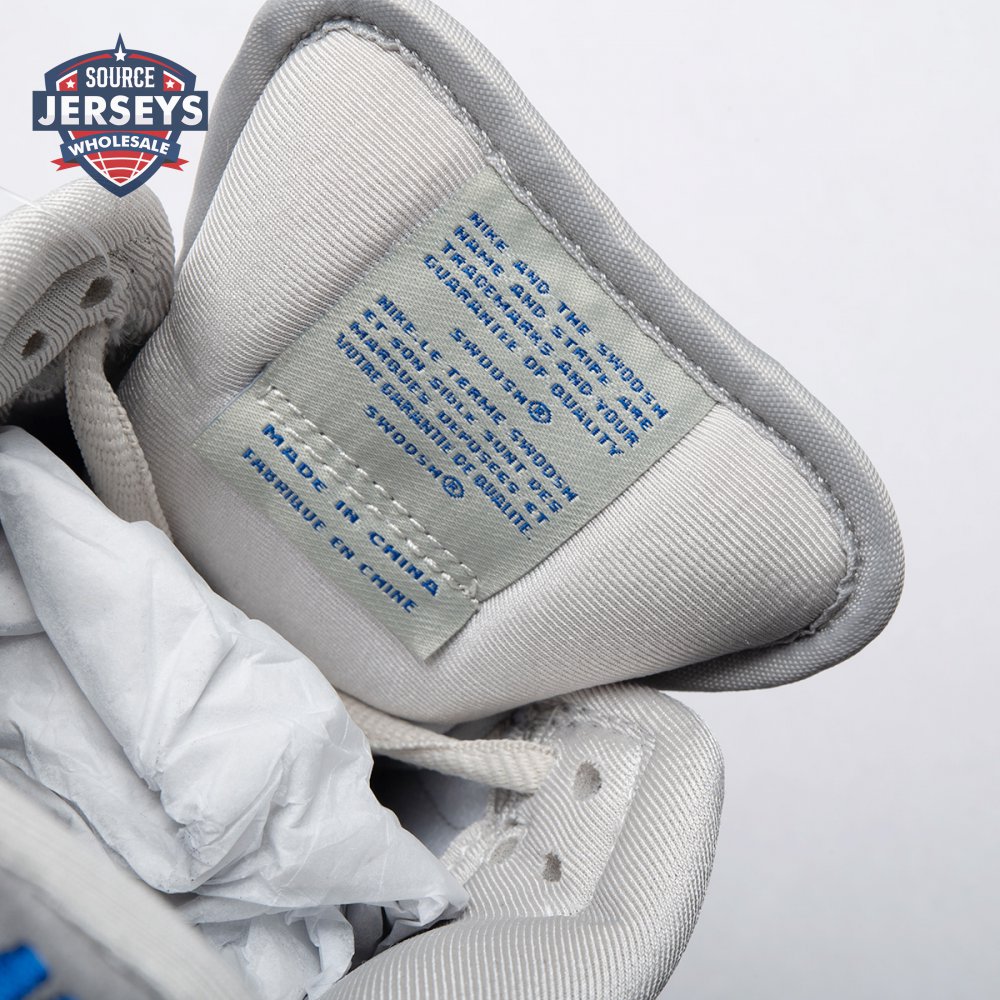 SOURCE
JERSEYS
WHOLESALE
NIKE AND THE SWOOSH
NAME AND STRIPE ARE
TRADEMARKS AND YOUR
GUARANTEE OF QUALITY
SWOOSH®
NIKE-LE TERME SWOOSH
ET SON SIGLE SUNT DES
MARQUES DEPOSEES ET
VOTRE GARANTIE DE QUALITE.
SWOOSH®
MADE IN CHINA
FABRIQUE EN CHINE